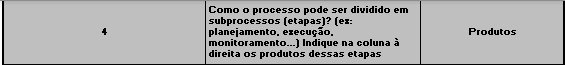 4
Como o processo pode ser dividido em
subprocessos (etapas)? (ex:
planejamento, execução,
monitoramento...) Indique na coluna à
direita os produtos dessas etapas
Produtos